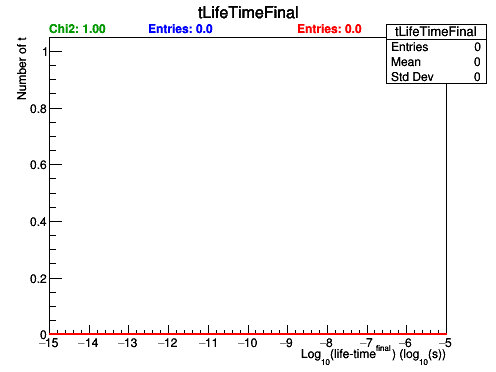 tLifeTimeFinal
Chi2: 1.00 Entries: 0.0 Entries: 0.0
tLifeTimeFinal
Entries 0
Mean 0
Std Dev 0
Number of t
1
0.8
0.6
0.4
0.2
0
−15 −14 −13 −12 −11 −10 −9 −8 −7 −6 −5
Log10(life-time^final) (log10(s))